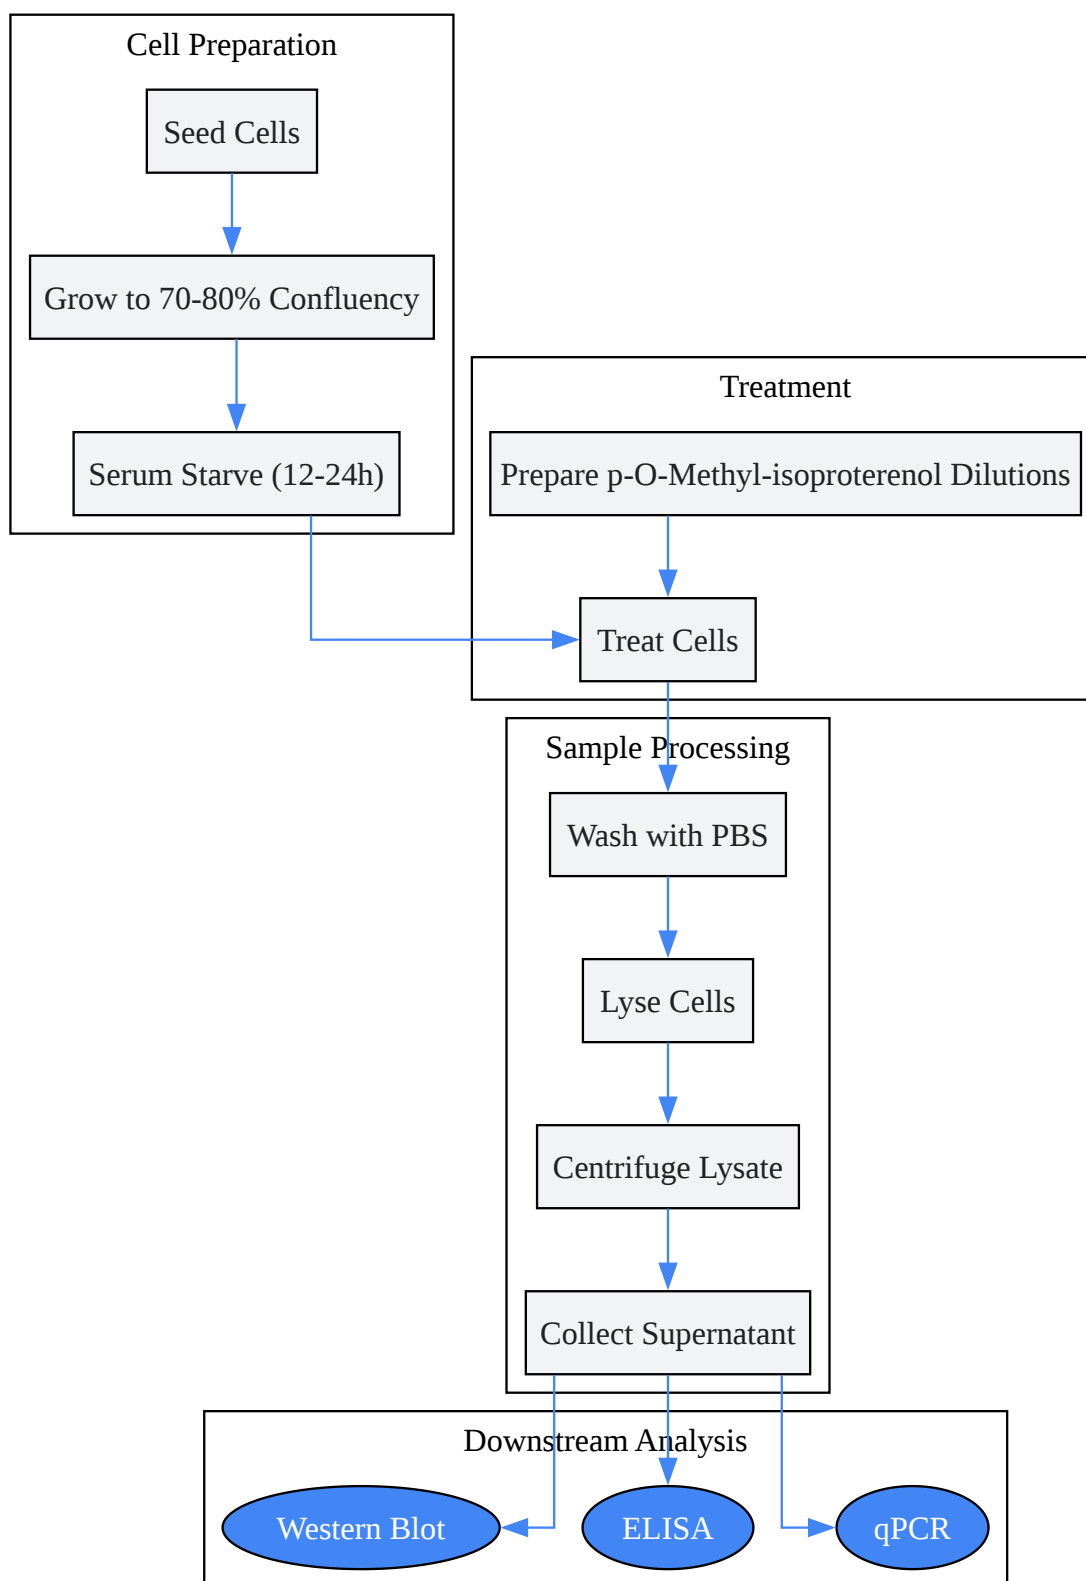 Cell Preparation
Seed Cells
Grow to 70-80% Confluency
Serum Starve (12-24h)
Treatment
Prepare p-O-Methyl-isoproterenol Dilutions
Treat Cells
Sample Processing
Wash with PBS
Lyse Cells
Centrifuge Lysate
Collect Supernatant
Downstream Analysis
Western Blot
ELISA
qPCR